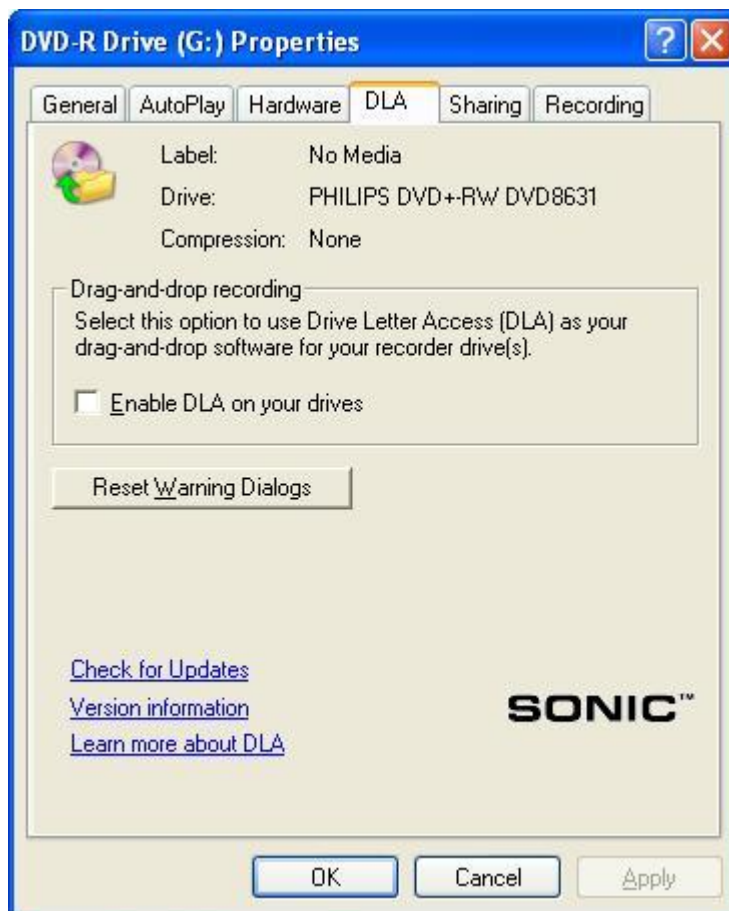 DVD-R Drive (G:) Properties
General AutoPlay Hardware DLA Sharing Recording
Label: No Media
Drive: PHILIPS DVD+-RW DVD8631
Compression: None
Drag-and-drop recording
Select this option to use Drive Letter Access (DLA) as your
drag-and-drop software for your recorder drive(s).
Enable DLA on your drives
Reset Warning Dialogs
Check for Updates
Version information
SONIC™
Learn more about DLA
OK Cancel Apply